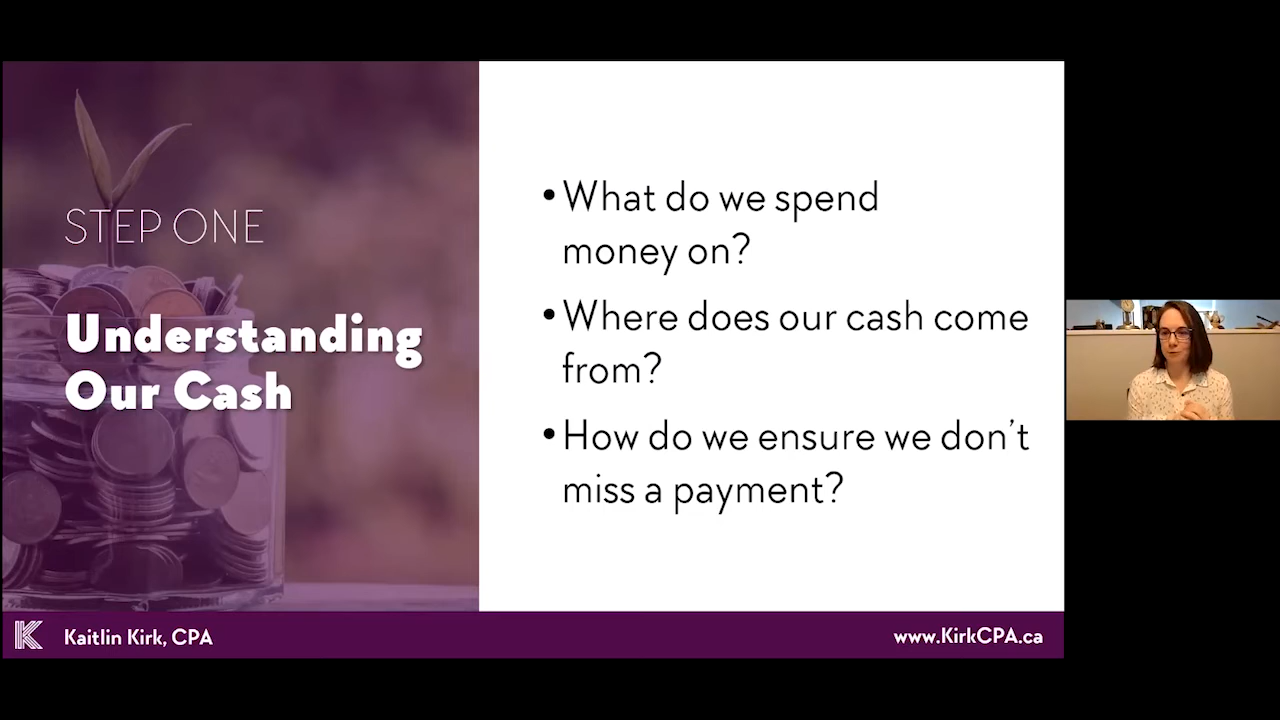 STEP ONE
Understanding
Our Cash
•What do we spend
money on?
•Where does our cash come
from?
•How do we ensure we don’t
miss a payment?
K
Kaitlin Kirk, CPA
www.KirkCPA.ca